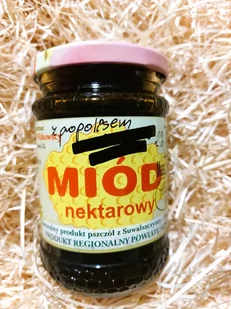 z propolisem
MIÓD
nektarowy
produkt pszczół z Suwalszczyzny
PRODUKT REGIONALNY POWIATU